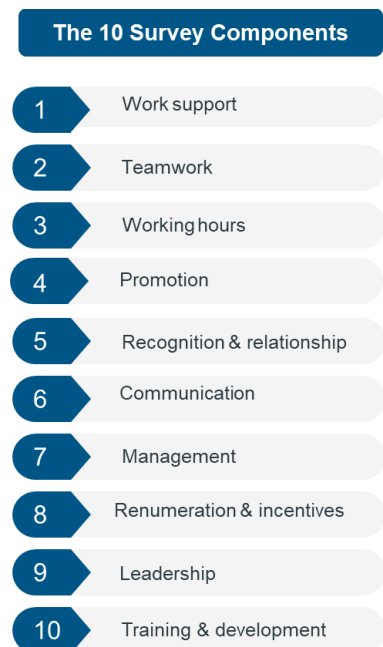 The 10 Survey Components
1 Work support
2 Teamwork
3 Working hours
4 Promotion
5 Recognition & relationship
6 Communication
7 Management
8 Renumeration & incentives
9 Leadership
10 Training & development